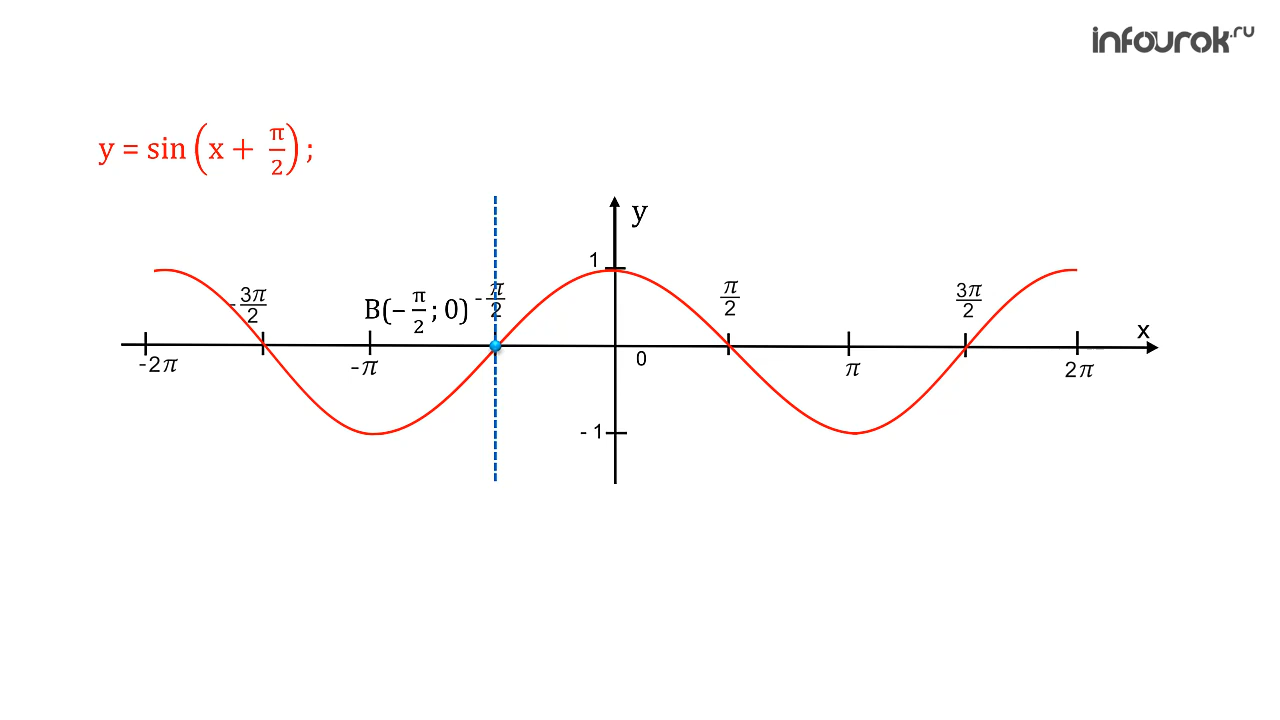 infourok.ru
y = sin (x + π/2) ;
y
1
- 3π/2
B(– π/2 ; 0)
- π/2
π/2
3π/2
x
-2π
-π
0
π
2π
- 1